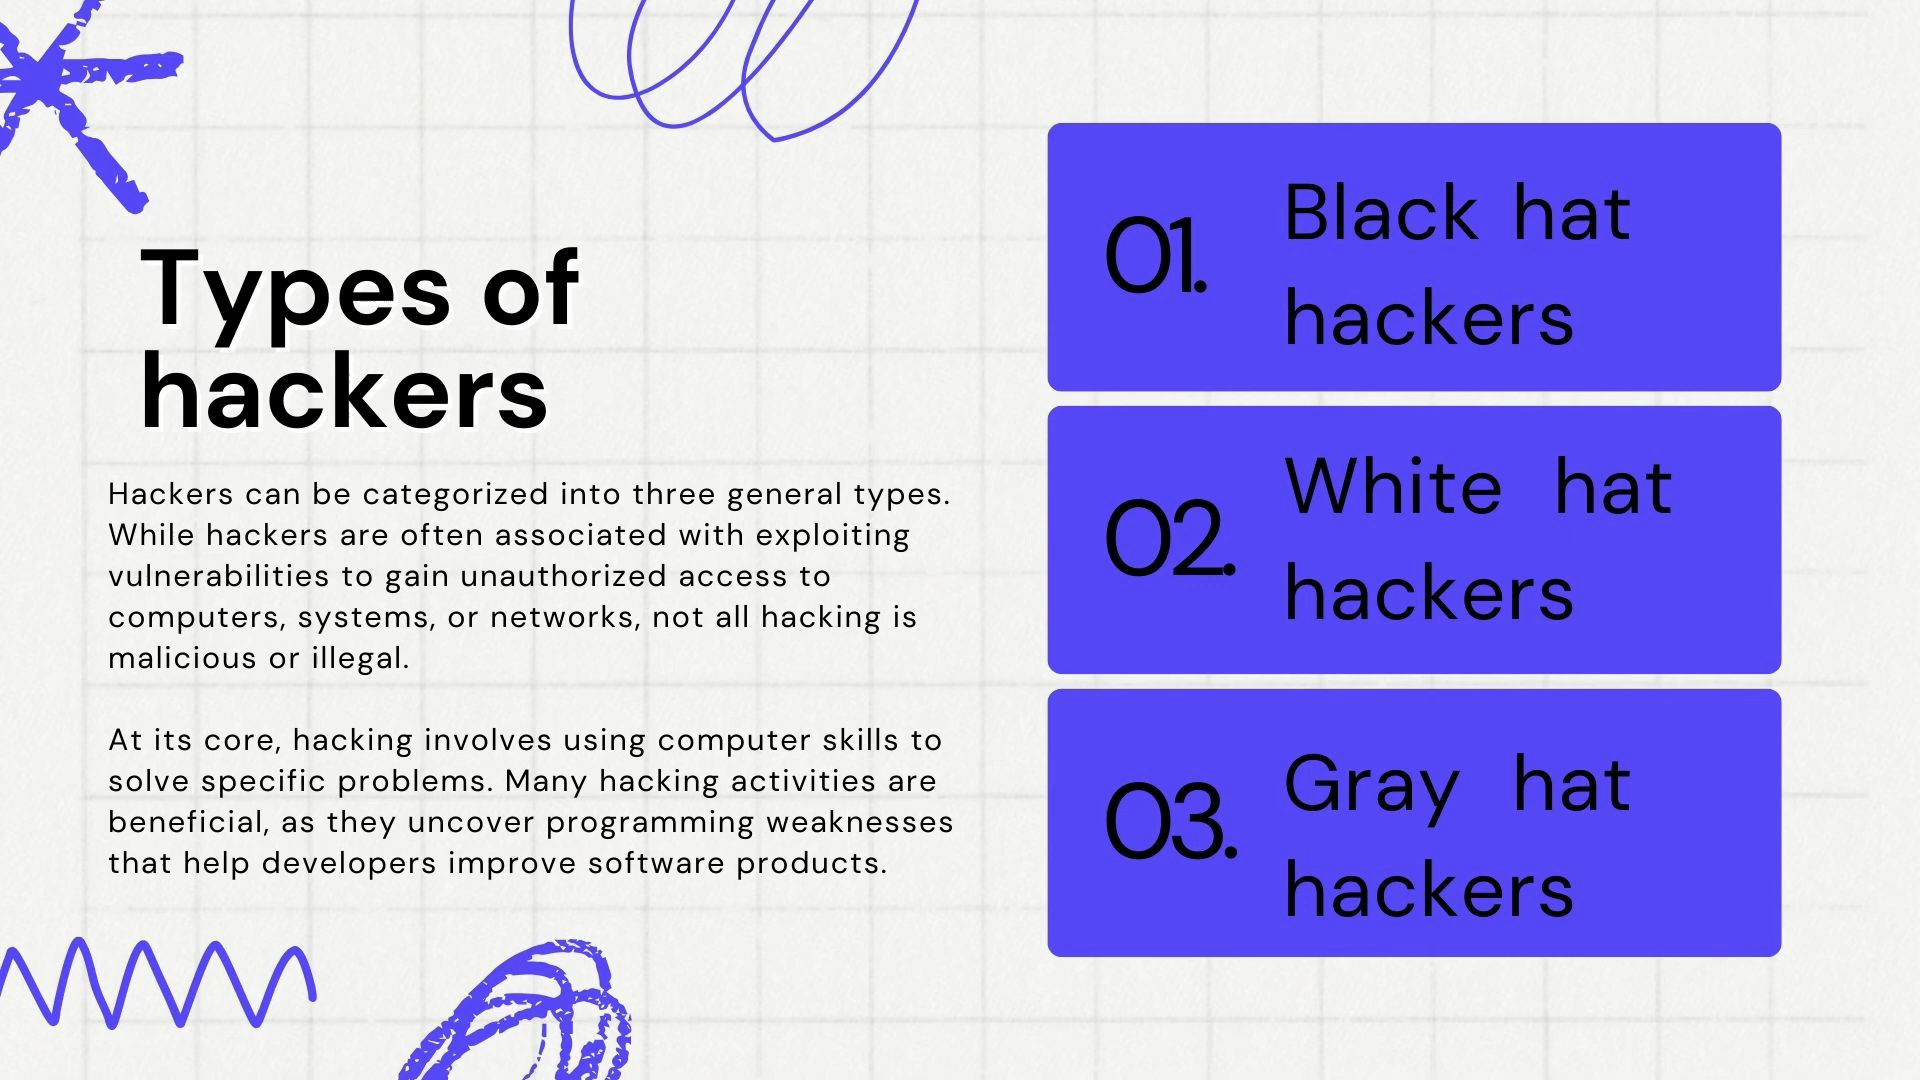 Types of
hackers
Hackers can be categorized into three general types.
While hackers are often associated with exploiting
vulnerabilities to gain unauthorized access to
computers, systems, or networks, not all hacking is
malicious or illegal.
At its core, hacking involves using computer skills to
solve specific problems. Many hacking activities are
beneficial, as they uncover programming weaknesses
that help developers improve software products.
01.
Black hat
hackers
02.
White hat
hackers
03.
Gray hat
hackers